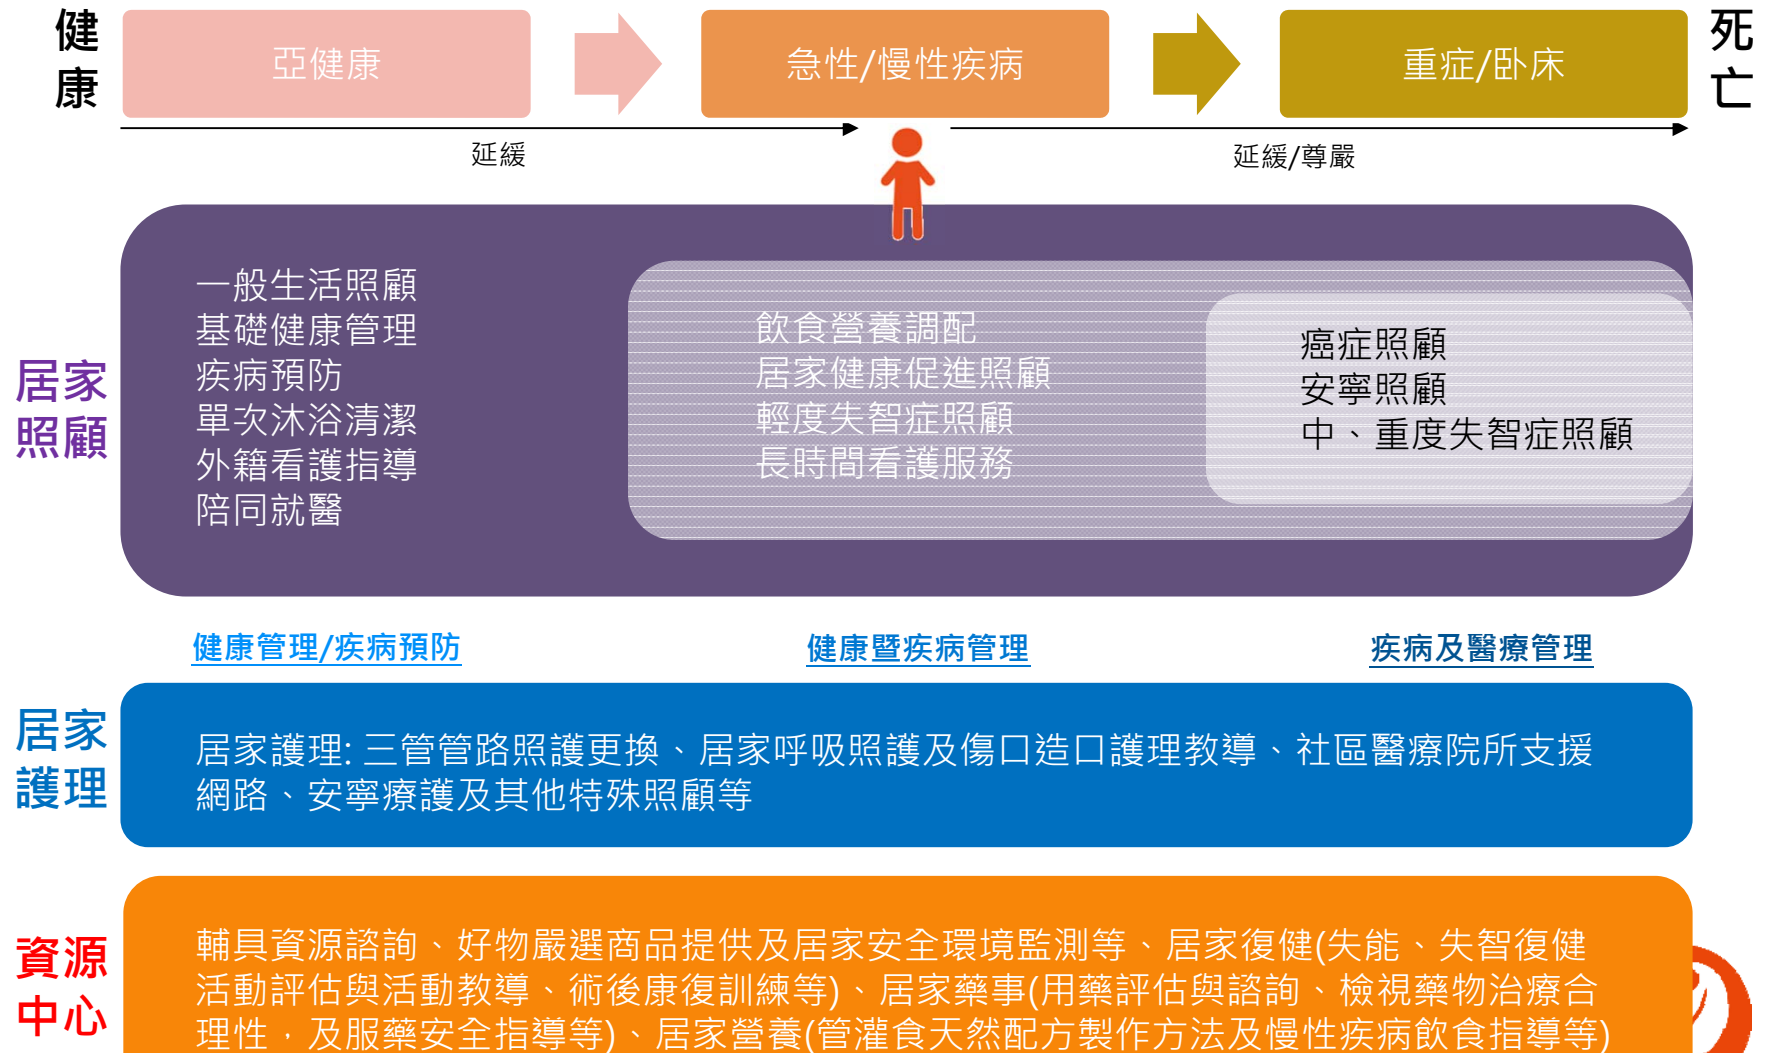 健康
亞健康
急性/慢性疾病
重症/卧床
死亡
延緩
延緩/尊嚴
居家
照顧
一般生活照顧
基礎健康管理
疾病預防
單次沐浴清潔
外籍看護指導
陪同就醫
飲食營養調配
居家健康促進照顧
輕度失智症照顧
長時間看護服務
癌症照顧
安寧照顧
中、重度失智症照顧
健康管理/疾病預防
健康暨疾病管理
疾病及醫療管理
居家
護理
居家護理: 三管管路照護更換、居家呼吸照護及傷口造口護理教導、社區醫療院所支援
網路、安寧療護及其他特殊照顧等
資源
中心
輔具資源諮詢、好物嚴選商品提供及居家安全環境監測等、居家復健(失能、失智復健
活動評估與活動教導、術後康復訓練等)、居家藥事(用藥評估與諮詢、檢視藥物治療合
理性，及服藥安全指導等)、居家營養(管灌食天然配方製作方法及慢性疾病飲食指導等)